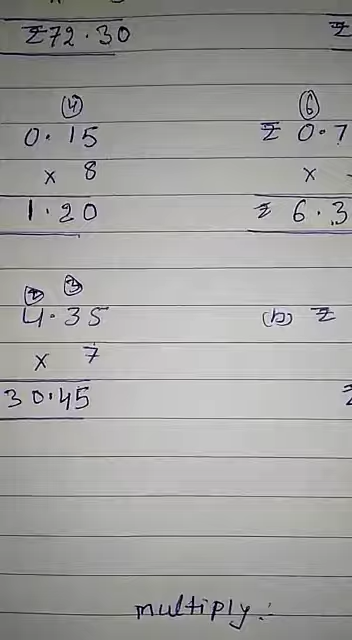 ₹72.30 ₹
④ ⑥
0.15 ₹ 0.7
x 8 x
1.20 ₹ 6.3
② ③
4.35 (b) ₹
x 7
30.45 ₹
multiply: